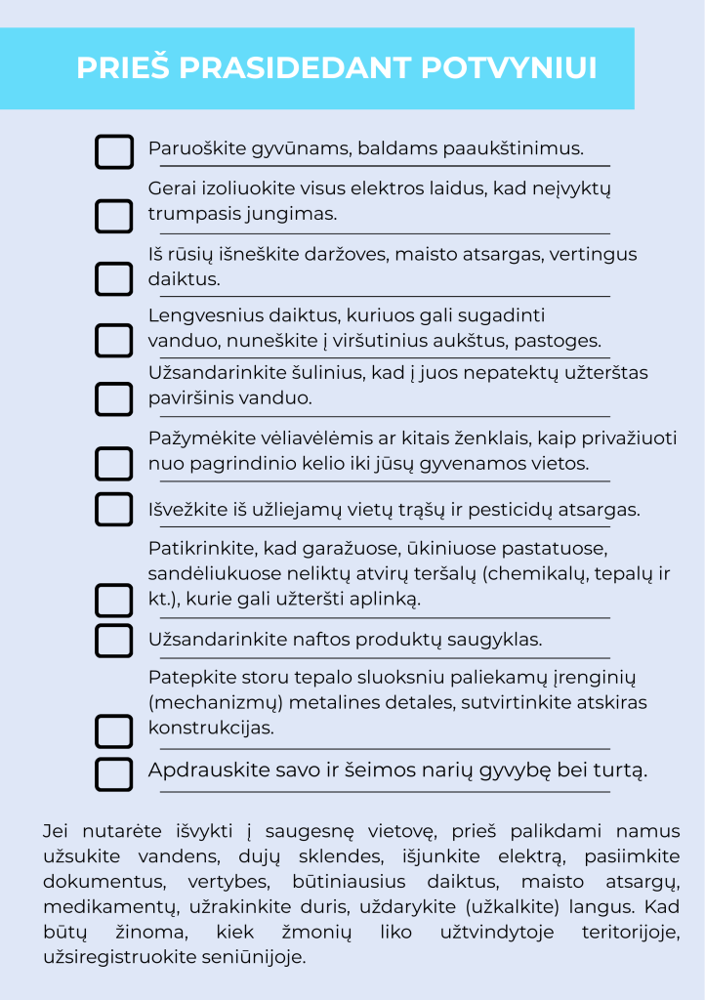 PRIEŠ PRASIDEDANT POTVYNIUI
Paruoškite gyvūnams, baldams paaukštinimus.
Gerai izoliuokite visus elektros laidus, kad neįvyktų
trumpasis jungimas.
Iš rūsių išneškite daržoves, maisto atsargas, vertingus
daiktus.
Lengvesnius daiktus, kuriuos gali sugadinti
vanduo, nuneškite į viršutinius aukštus, pastoges.
Užsandarinkite šulinius, kad į juos nepatektų užterštas
paviršinis vanduo.
Pažymėkite vėliavėlėmis ar kitais ženklais, kaip privažiuoti
nuo pagrindinio kelio iki jūsų gyvenamos vietos.
Išvežkite iš užliejamų vietų trąšų ir pesticidų atsargas.
Patikrinkite, kad garažuose, ūkiniuose pastatuose,
sandėliukuose neliktų atvirų teršalų (chemikalų, tepalų ir
kt.), kurie gali užteršti aplinką.
Užsandarinkite naftos produktų saugyklas.
Patepkite storu tepalo sluoksniu paliekamų įrenginių
(mechanizmų) metalines detales, sutvirtinkite atskiras
konstrukcijas.
Apdrauskite savo ir šeimos narių gyvybę bei turtą.
Jei nutarėte išvykti į saugesnę vietovę, prieš palikdami namus
užsukite vandens, dujų sklendes, išjunkite elektrą, pasiimkite
dokumentus, vertybes, būtiniausius daiktus, maisto atsargų,
medikamentų, užrakinkite duris, uždarykite (užkalkite) langus. Kad
būtų žinoma, kiek žmonių liko užtvindytoje teritorijoje,
užsiregistruokite seniūnijoje.